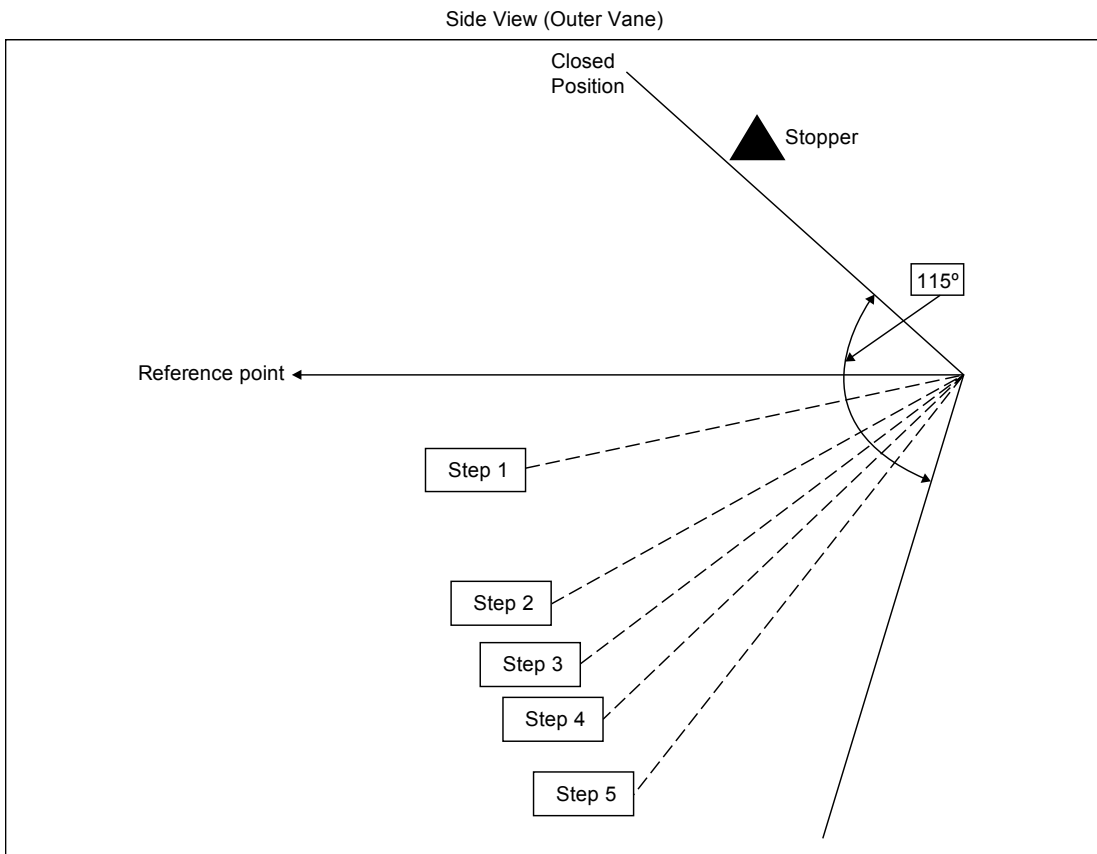 Side View (Outer Vane)
Closed
Position
Stopper
115º
Reference point
Step 1
Step 2
Step 3
Step 4
Step 5